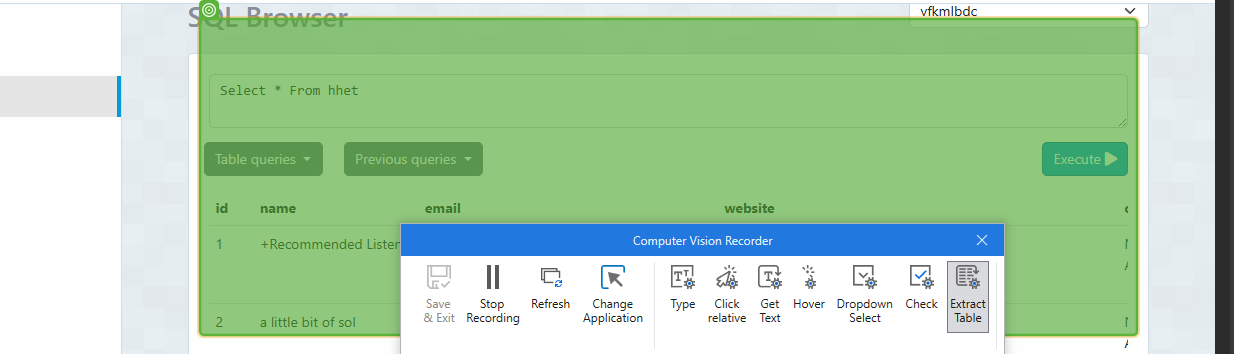 SQL Browser
vfkmlbdc
Select * From hhet
Table queries
Previous queries
Execute
id name email website
1 +Recommended Listen
Computer Vision Recorder
Save & Exit
Stop Recording
Refresh
Change Application
Type
Click relative
Get Text
Hover
Dropdown Select
Check
Extract Table
2 a little bit of sol